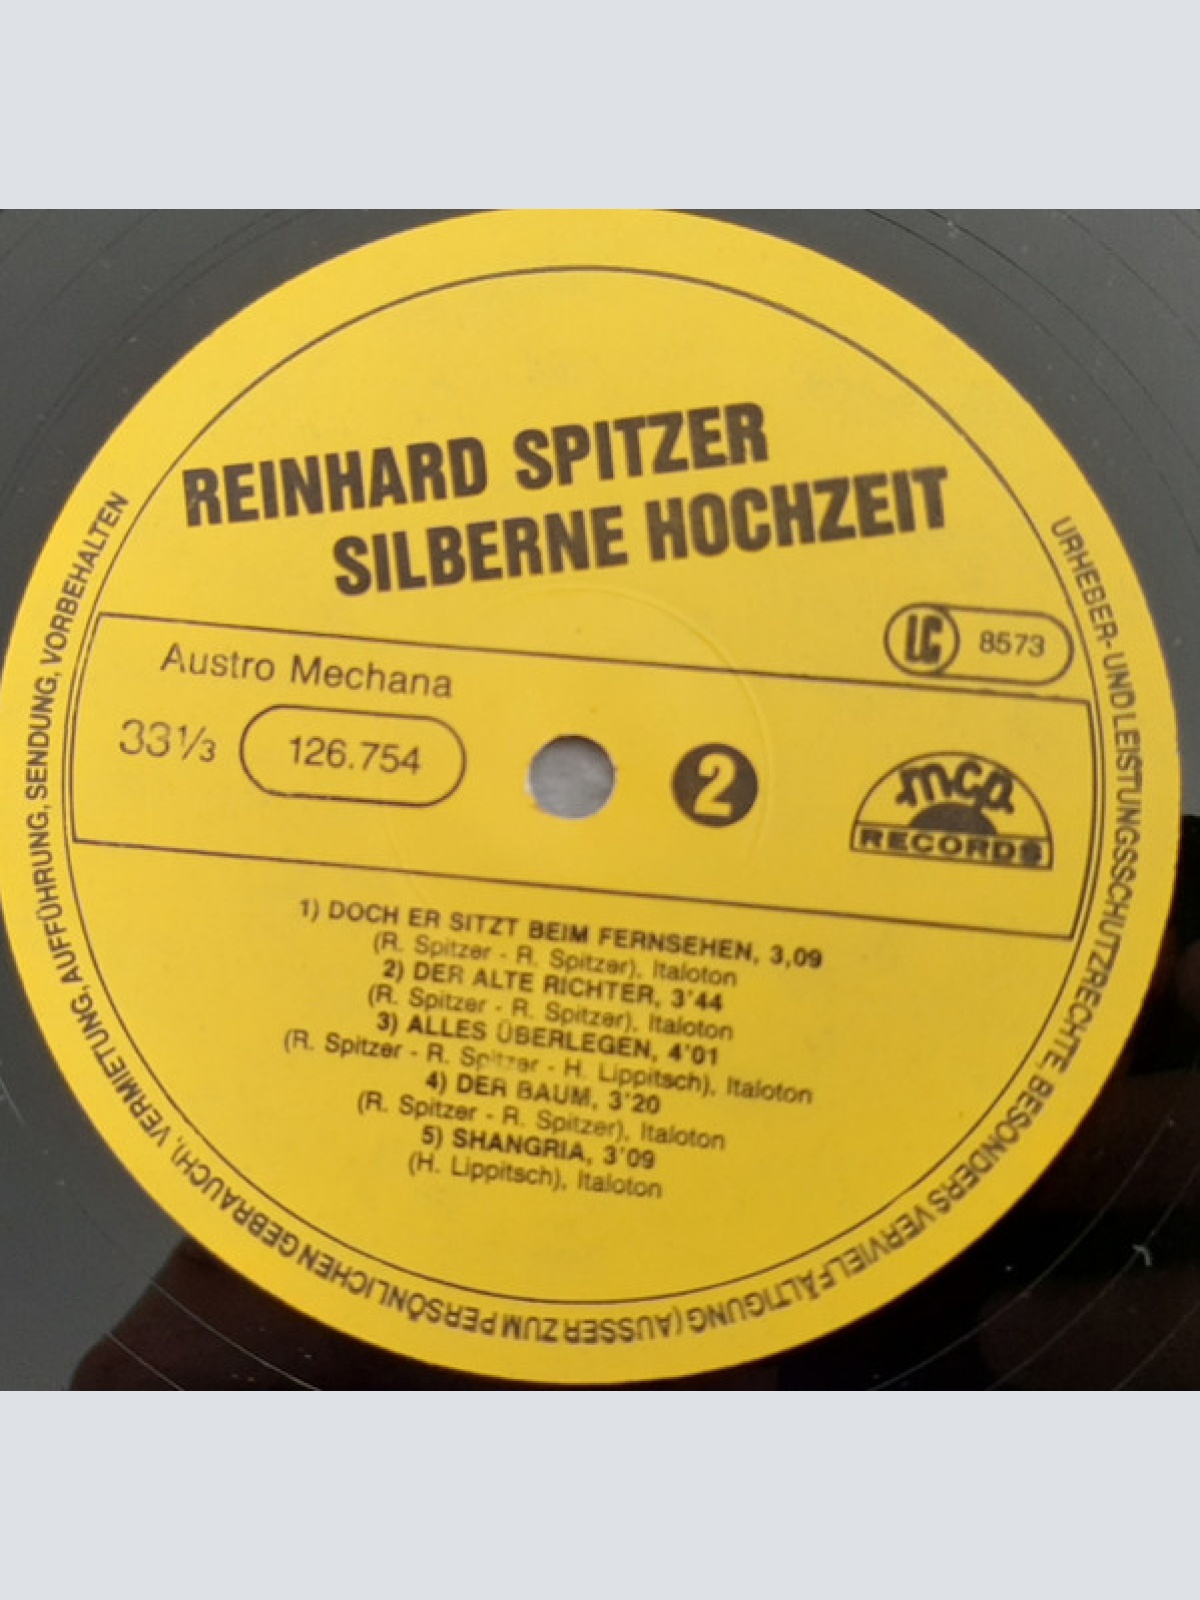 REINHARD SPITZER
SILBERNE HOCHZEIT
LC 8573
Austro Mechana
33 1/3
126.754
2
mcp
RECORDS
1) DOCH ER SITZT BEIM FERNSEHEN, 3,09
(R. Spitzer - R. Spitzer), Italoton
2) DER ALTE RICHTER, 3'44
(R. Spitzer - R. Spitzer), Italoton
3) ALLES ÜBERLEGEN, 4'01
(R. Spitzer - R. Spitzer - H. Lippitsch), Italoton
4) DER BAUM, 3'20
(R. Spitzer - R. Spitzer), Italoton
5) SHANGRIA, 3'09
(H. Lippitsch), Italoton
URHEBER- UND LEISTUNGSSCHUTZRECHTE, BESONDERS VERVIELFÄLTIGUNG (AUSSER ZUM PERSÖNLICHEN GEBRAUCH), VERMIETUNG, AUFFÜHRUNG, SENDUNG, VORBEHALTEN